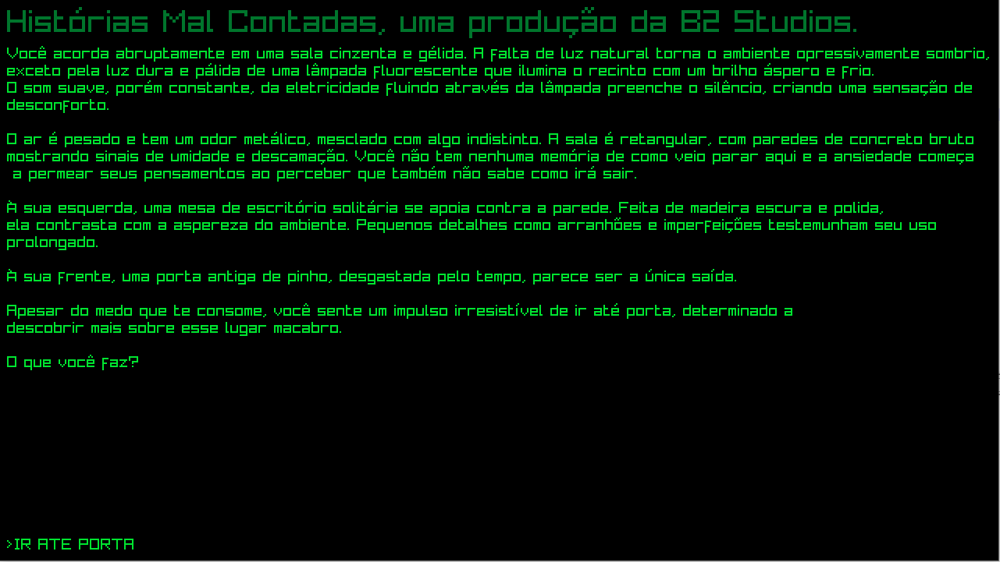 Histórias Mal Contadas, uma produção da B2 Studios.
Você acorda abruptamente em uma sala cinzenta e gélida. A falta de luz natural torna o ambiente opressivamente sombrio,
exceto pela luz dura e pálida de uma lâmpada fluorescente que ilumina o recinto com um brilho áspero e frio.
O som suave, porém constante, da eletricidade fluindo através da lâmpada preenche o silêncio, criando uma sensação de
desconforto.
O ar é pesado e tem um odor metálico, mesclado com algo indistinto. A sala é retangular, com paredes de concreto bruto
mostrando sinais de umidade e descamação. Você não tem nenhuma memória de como veio parar aqui e a ansiedade começa
a permear seus pensamentos ao perceber que também não sabe como irá sair.
À sua esquerda, uma mesa de escritório solitária se apoia contra a parede. Feita de madeira escura e polida,
ela contrasta com a aspereza do ambiente. Pequenos detalhes como arranhões e imperfeições testemunham seu uso
prolongado.
À sua frente, uma porta antiga de pinho, desgastada pelo tempo, parece ser a única saída.
Apesar do medo que te consome, você sente um impulso irresistível de ir até porta, determinado a
descobrir mais sobre esse lugar macabro.
O que você faz?
>IR ATE PORTA